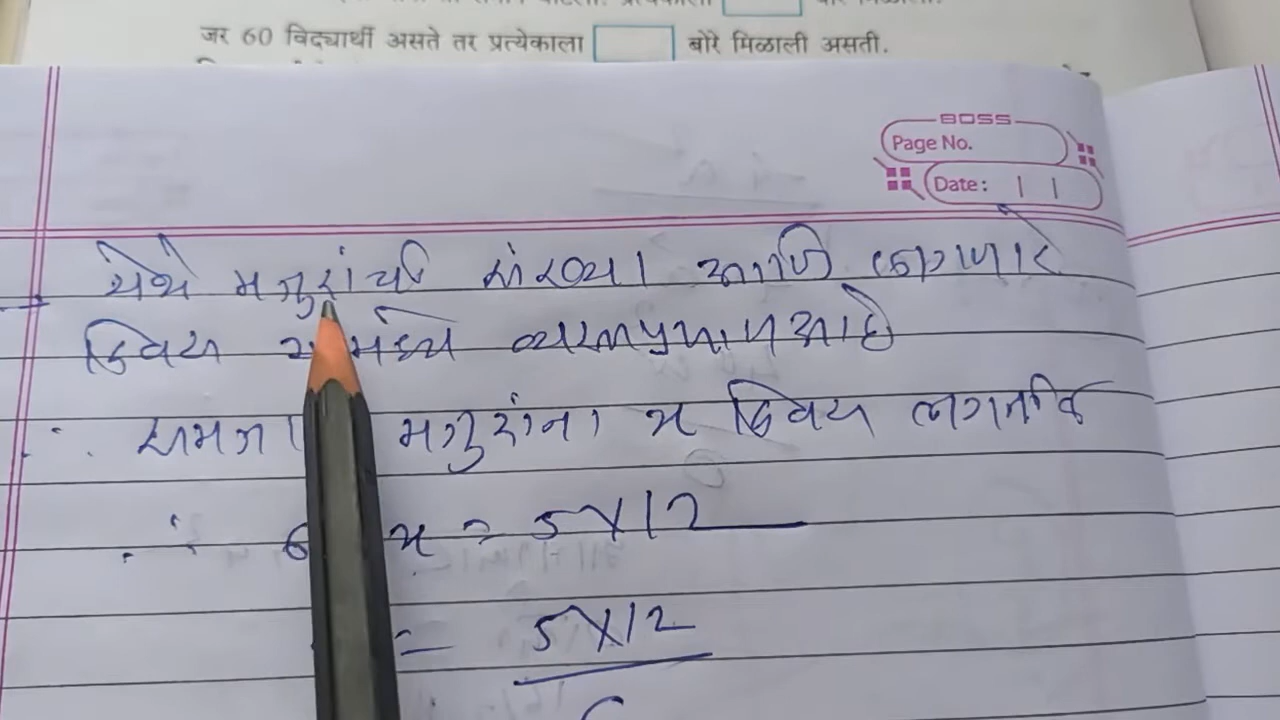 जर 60 विद्यार्थी असते तर प्रत्येकाला बोरे मिळाली असती.
BOSS
Page No.
Date:
येथे मजुरांची संख्या आणि लागणारे
दिवस व्यस्तप्रमाण आहे
समजा मजुरांना x दिवस लागतील
∴ x = 5 × 12
= 5 × 12